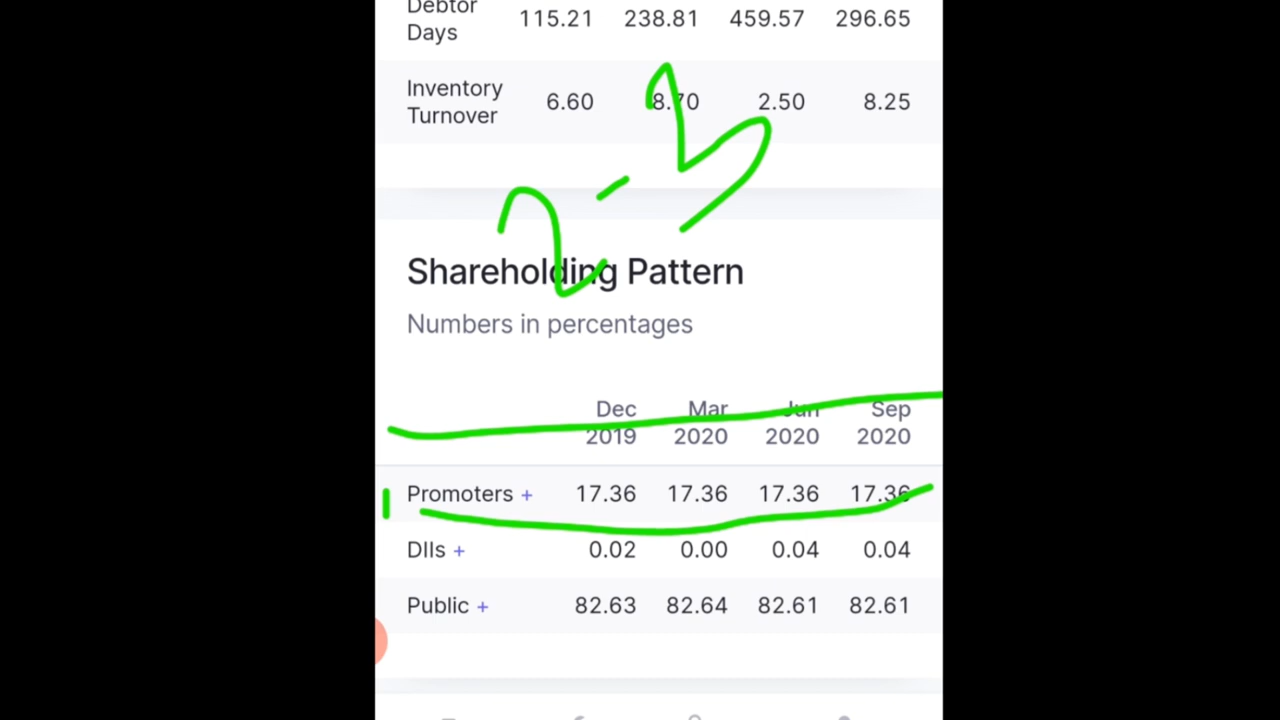 Debtor Days 115.21 238.81 459.57 296.65
Inventory Turnover 6.60 8.70 2.50 8.25
2-3
Shareholding Pattern
Numbers in percentages
Dec 2019 Mar 2020 Jun 2020 Sep 2020
Promoters + 17.36 17.36 17.36 17.36
DIIs + 0.02 0.00 0.04 0.04
Public + 82.63 82.64 82.61 82.61